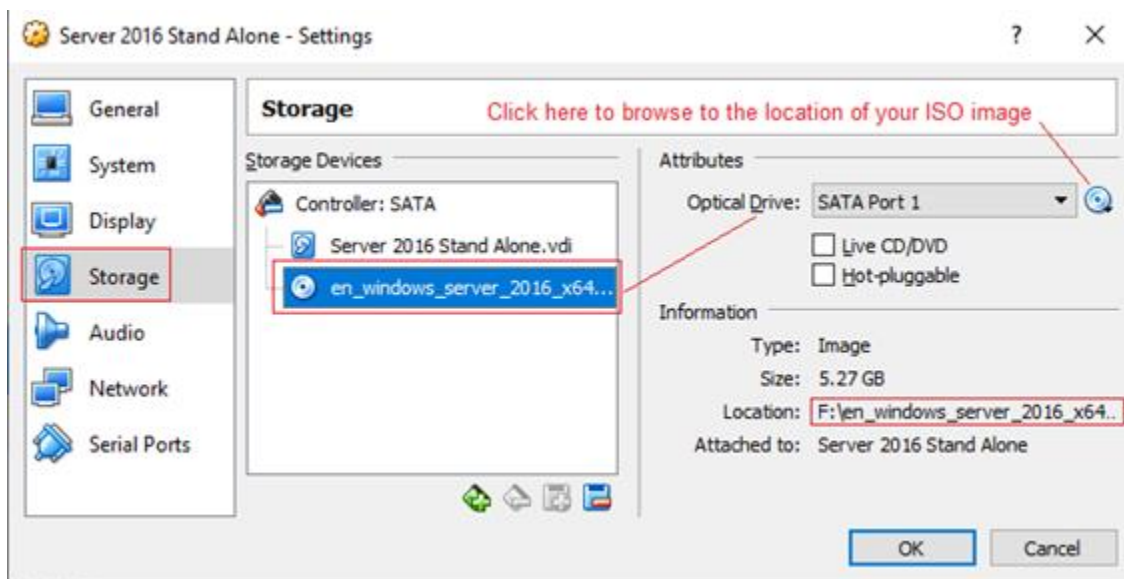 Server 2016 Stand Alone - Settings
?
General
System
Display
Storage
Audio
Network
Serial Ports
Storage
Click here to browse to the location of your ISO image
Storage Devices
Controller: SATA
Server 2016 Stand Alone.vdi
en_windows_server_2016_x64...
Attributes
Optical Drive: SATA Port 1
Live CD/DVD
Hot-pluggable
Information
Type: Image
Size: 5.27 GB
Location: F:\en_windows_server_2016_x64..
Attached to: Server 2016 Stand Alone
OK
Cancel